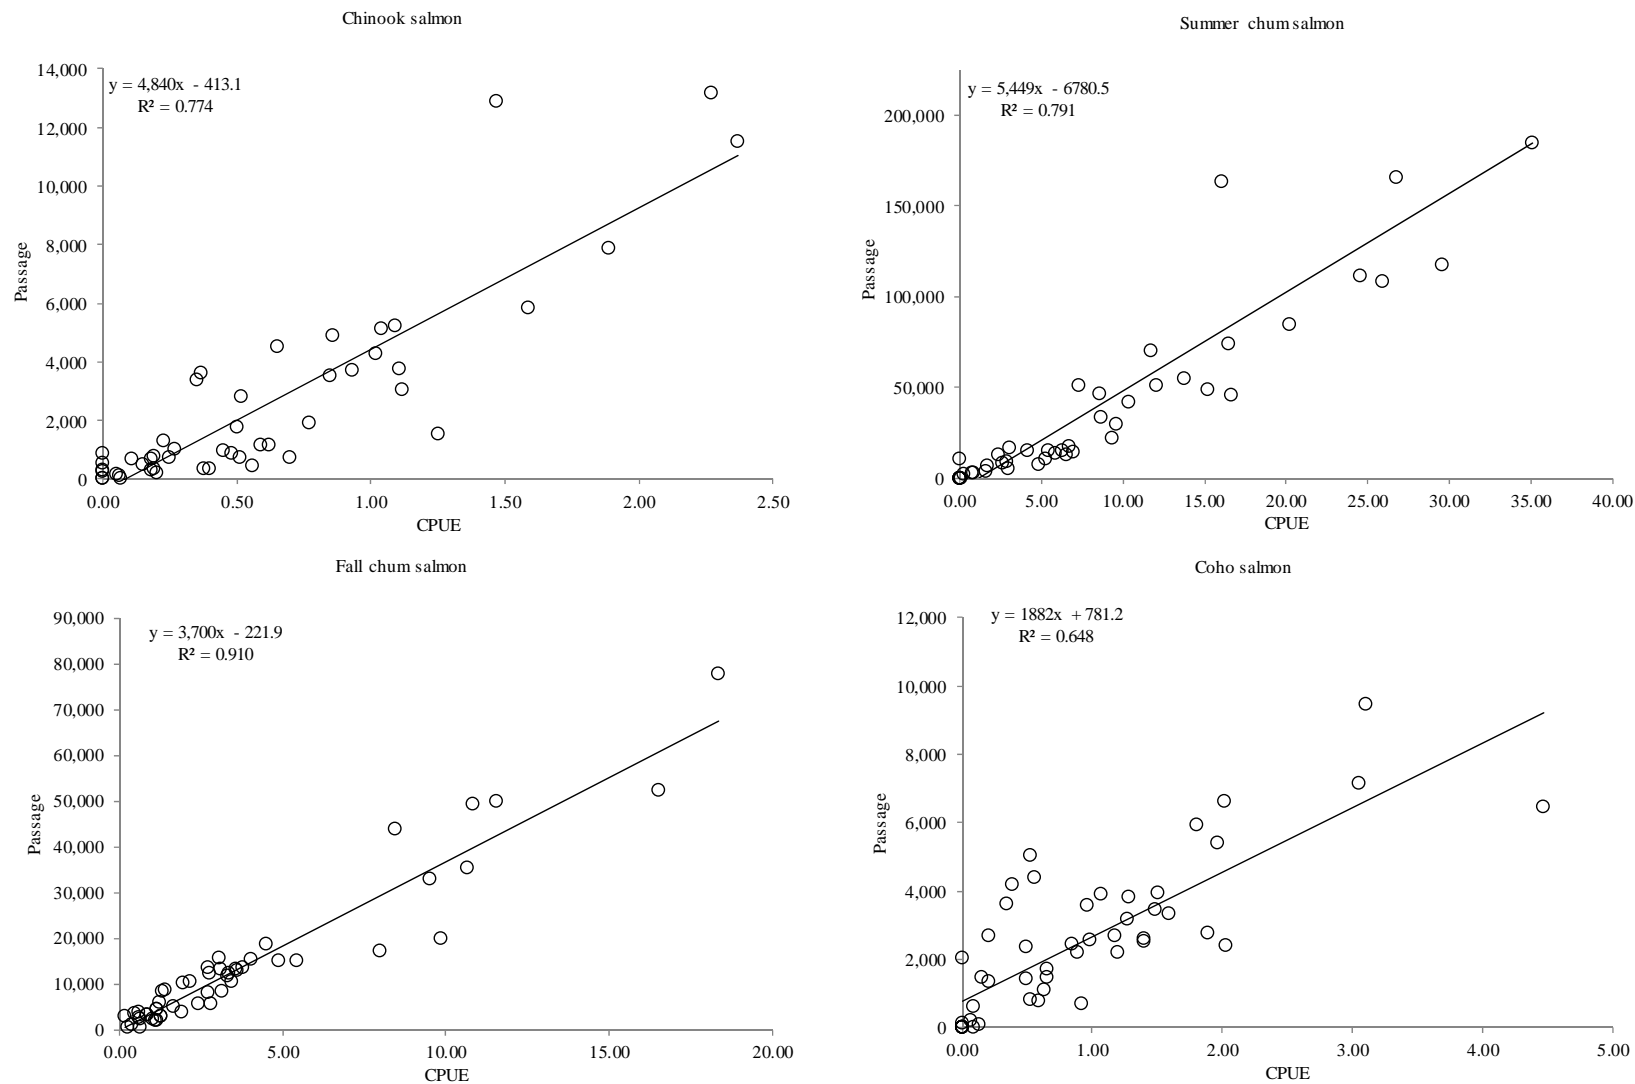 Chinook salmon
y = 4,840x - 413.1
R² = 0.774
14,000
12,000
10,000
8,000
6,000
4,000
2,000
0
Passage
0.00 0.50 1.00 1.50 2.00 2.50
CPUE
Summer chum salmon
y = 5,449x - 6780.5
R² = 0.791
200,000
150,000
100,000
50,000
0
Passage
0.00 5.00 10.00 15.00 20.00 25.00 30.00 35.00 40.00
CPUE
Fall chum salmon
y = 3,700x - 221.9
R² = 0.910
90,000
80,000
70,000
60,000
50,000
40,000
30,000
20,000
10,000
0
Passage
0.00 5.00 10.00 15.00 20.00
CPUE
Coho salmon
y = 1882x + 781.2
R² = 0.648
12,000
10,000
8,000
6,000
4,000
2,000
0
Passage
0.00 1.00 2.00 3.00 4.00 5.00
CPUE